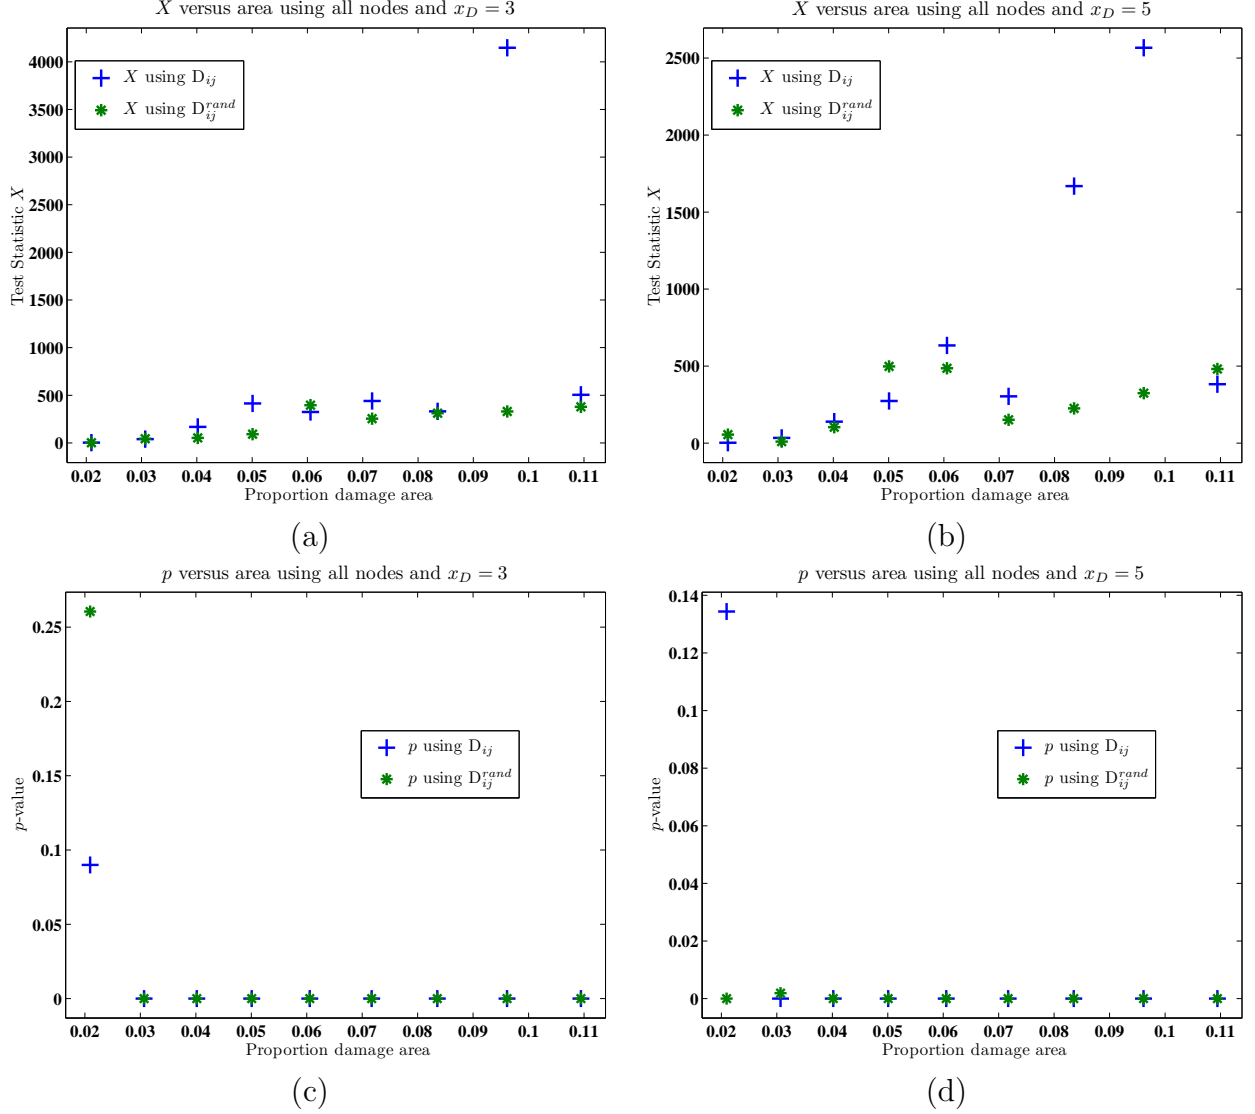 X versus area using all nodes and x_D = 3
4000
3500
3000
2500
2000
1500
1000
500
0
Test Statistic X
X using D_ij
X using D_ij^rand
0.02 0.03 0.04 0.05 0.06 0.07 0.08 0.09 0.1 0.11
Proportion damage area
(a)
X versus area using all nodes and x_D = 5
2500
2000
1500
1000
500
0
Test Statistic X
X using D_ij
X using D_ij^rand
0.02 0.03 0.04 0.05 0.06 0.07 0.08 0.09 0.1 0.11
Proportion damage area
(b)
p versus area using all nodes and x_D = 3
0.25
0.2
0.15
0.1
0.05
0
p-value
p using D_ij
p using D_ij^rand
0.02 0.03 0.04 0.05 0.06 0.07 0.08 0.09 0.1 0.11
Proportion damage area
(c)
p versus area using all nodes and x_D = 5
0.14
0.12
0.1
0.08
0.06
0.04
0.02
0
p-value
p using D_ij
p using D_ij^rand
0.02 0.03 0.04 0.05 0.06 0.07 0.08 0.09 0.1 0.11
Proportion damage area
(d)